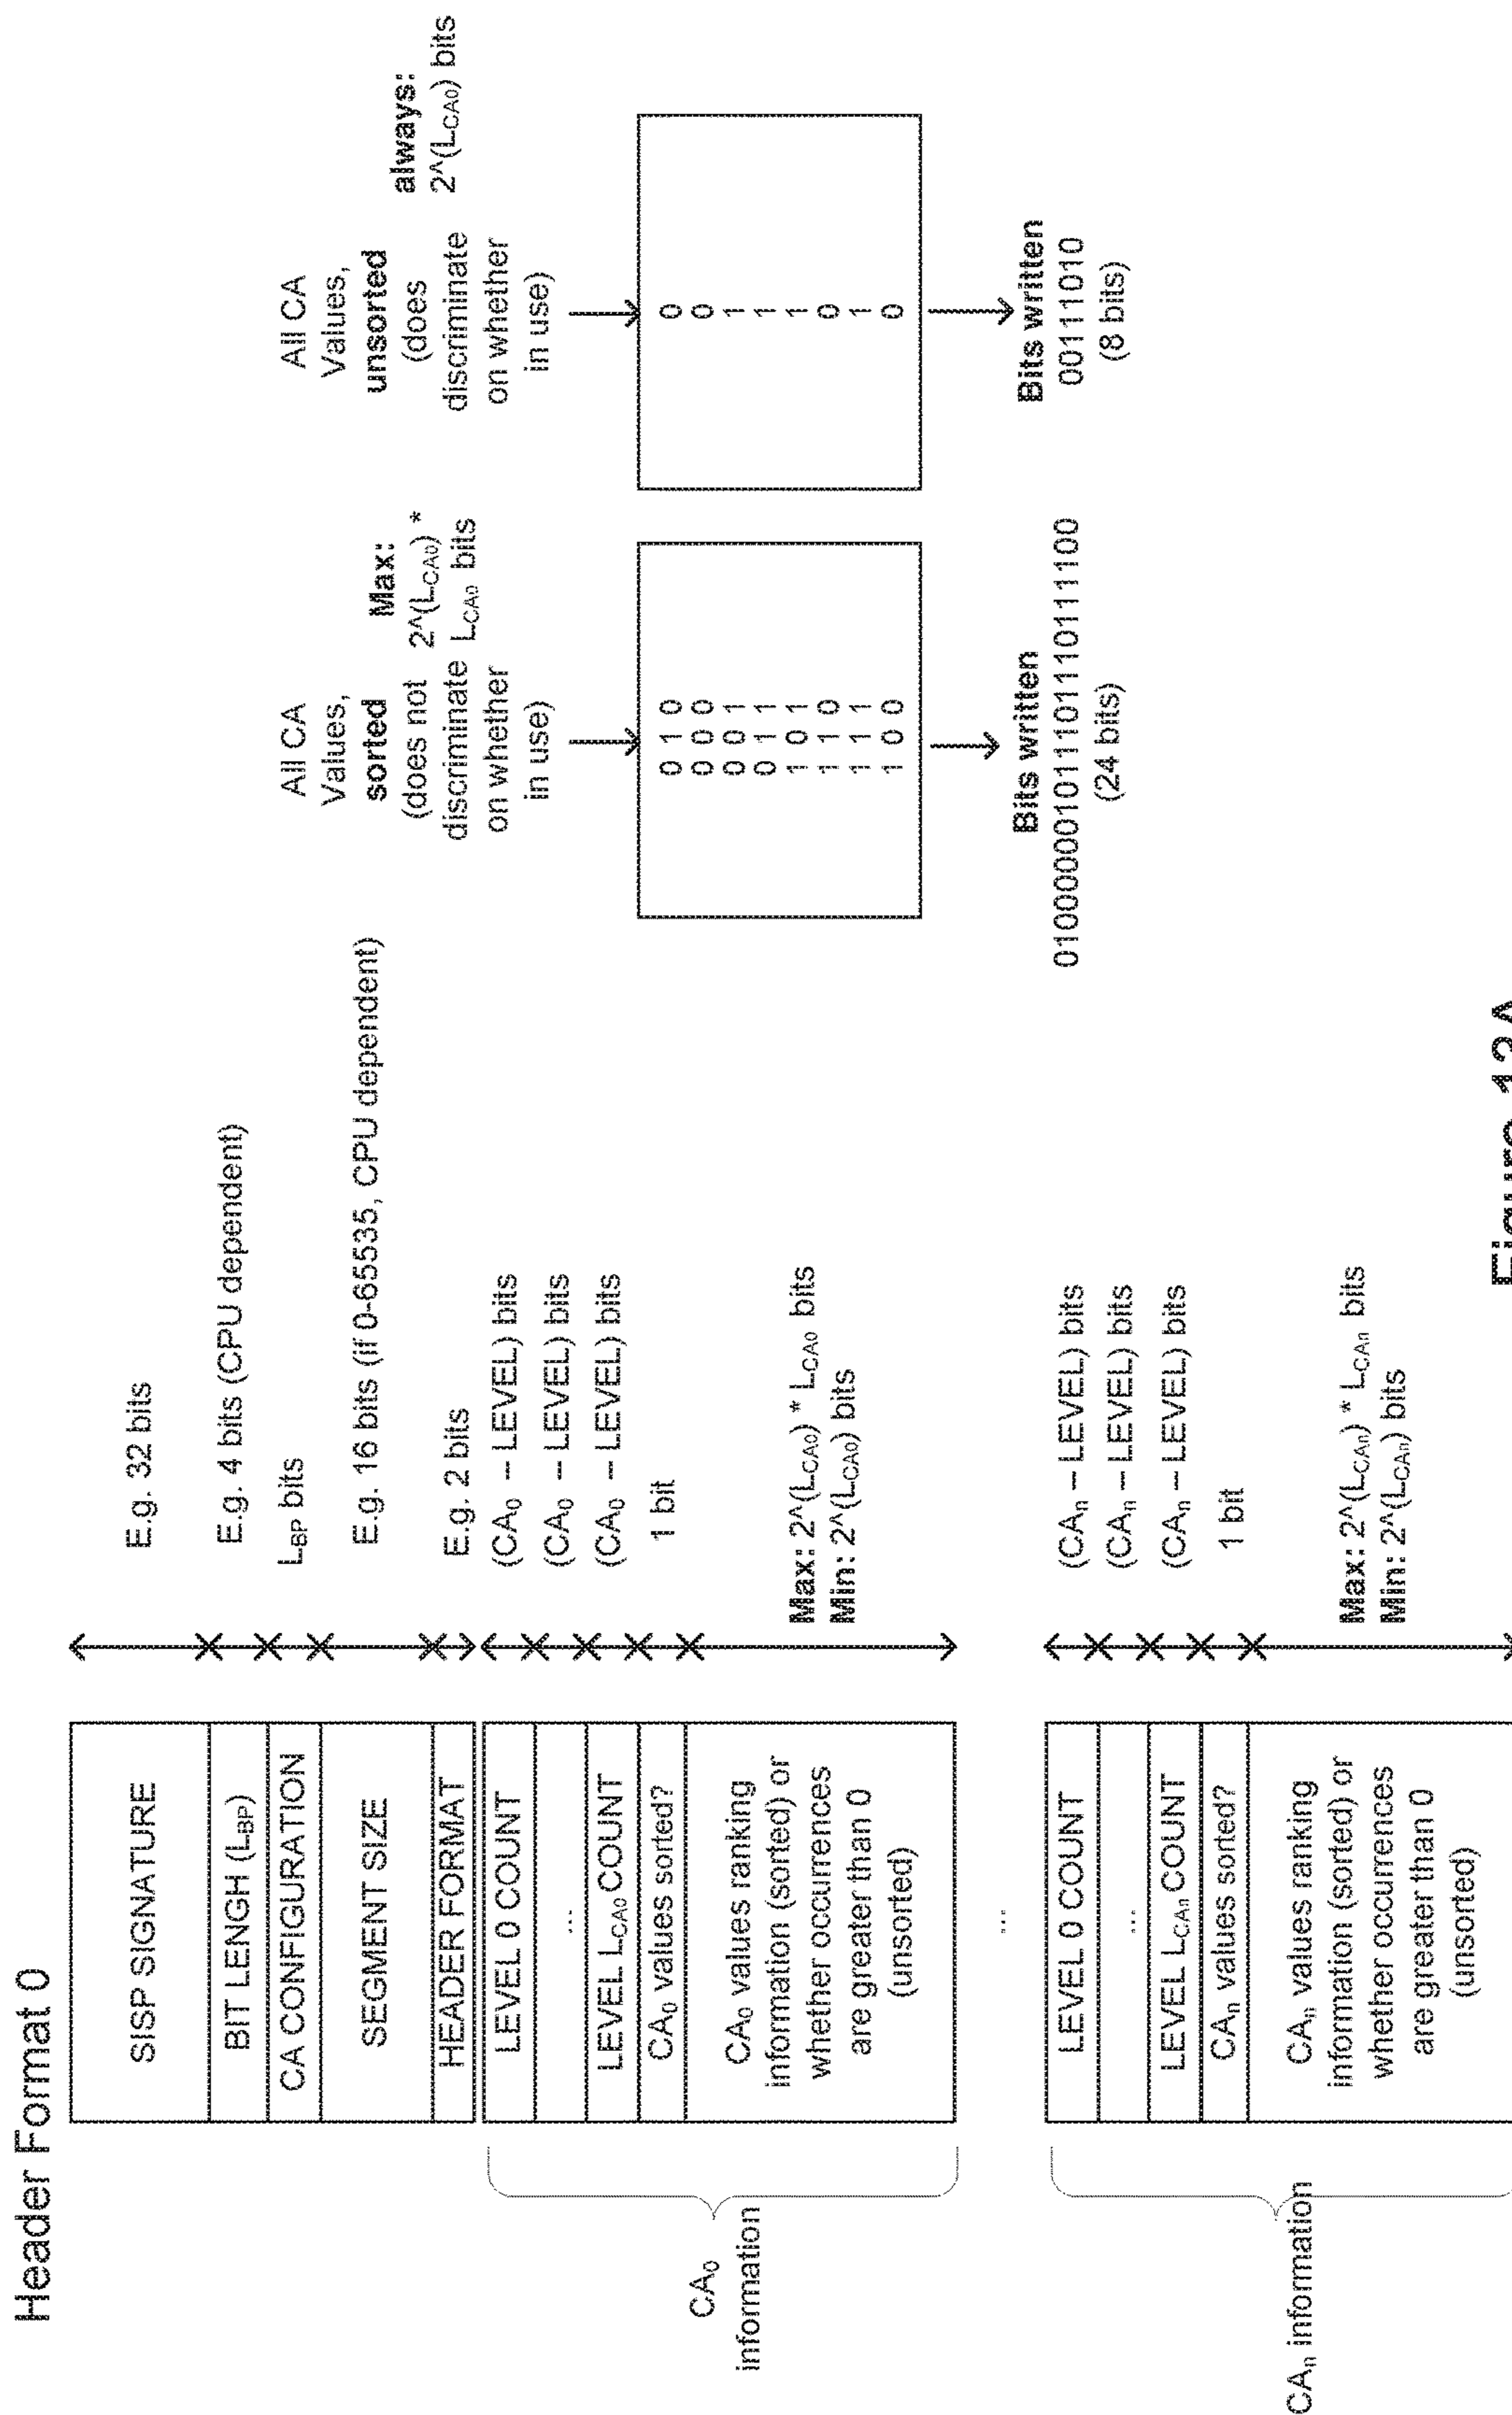 Header Format 0
SISP SIGNATURE
BIT LENGH (L_BP)
CA CONFIGURATION
SEGMENT SIZE
HEADER FORMAT
LEVEL 0 COUNT
...
LEVEL L_CA₀ COUNT
CA₀ values sorted?
CA₀ values ranking
information (sorted) or
whether occurrences
are greater than 0
(unsorted)
...
LEVEL 0 COUNT
...
LEVEL L_CAₙ COUNT
CAₙ values sorted?
CAₙ values ranking
information (sorted) or
whether occurrences
are greater than 0
(unsorted)
CA₀
information
CAₙ information
E.g. 32 bits
E.g. 4 bits (CPU dependent)
L_BP bits
E.g. 16 bits (if 0-65535, CPU dependent)
E.g. 2 bits
(CA₀ – LEVEL) bits
(CA₀ – LEVEL) bits
(CA₀ – LEVEL) bits
1 bit
Max: 2^(L_CA₀) * L_CA₀ bits
Min: 2^(L_CA₀) bits
(CAₙ – LEVEL) bits
(CAₙ – LEVEL) bits
(CAₙ – LEVEL) bits
1 bit
Max: 2^(L_CAₙ) * L_CAₙ bits
Min: 2^(L_CAₙ) bits
All CA
Values,
sorted
(does not
discriminate
on whether
in use)
Max:
2^(L_CA₀) *
L_CA₀ bits
0 1 0
0 0 0
0 0 1
0 1 1
1 0 1
1 1 0
1 1 1
1 0 0
Bits written
010000001011101110111100
(24 bits)
All CA
Values,
unsorted
(does
discriminate
on whether
in use)
always:
2^(L_CA₀) bits
0
0
1
1
1
0
1
0
Bits written
00111010
(8 bits)
Figure